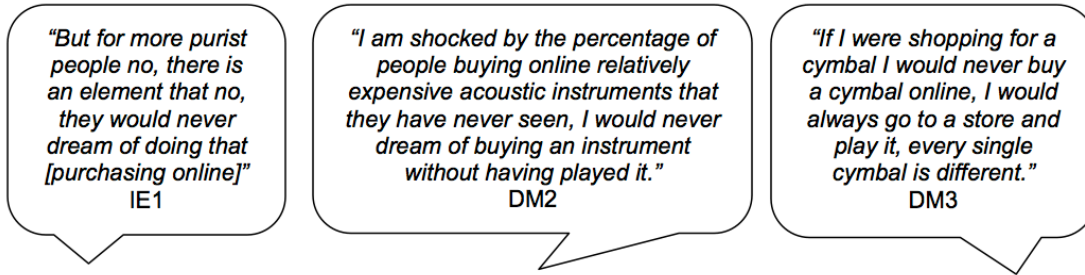 “But for more purist
people no, there is
an element that no,
they would never
dream of doing that
[purchasing online]”
IE1
“I am shocked by the percentage of
people buying online relatively
expensive acoustic instruments that
they have never seen, I would never
dream of buying an instrument
without having played it.”
DM2
“If I were shopping for a
cymbal I would never buy
a cymbal online, I would
always go to a store and
play it, every single
cymbal is different.”
DM3